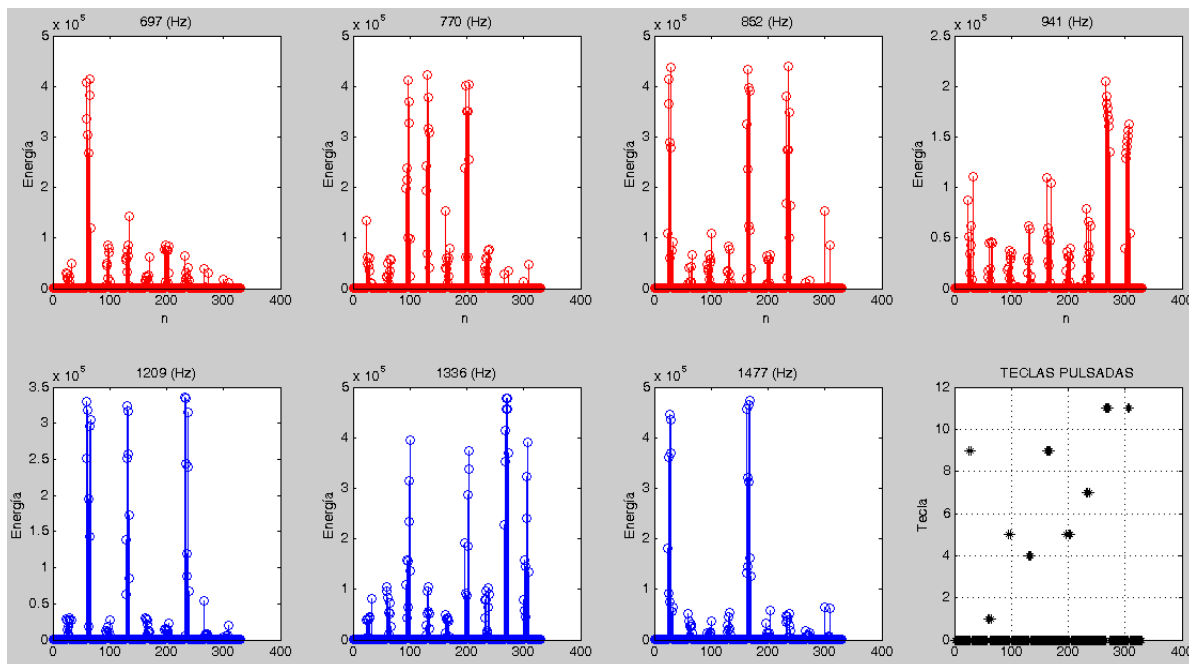 697 (Hz)
x 10^5
Energía
5
4
3
2
1
0
0 100 200 300 400
n
770 (Hz)
x 10^5
Energía
5
4
3
2
1
0
0 100 200 300 400
n
852 (Hz)
x 10^5
Energía
5
4
3
2
1
0
0 100 200 300 400
n
941 (Hz)
x 10^5
Energía
2.5
2
1.5
1
0.5
0
0 100 200 300 400
n
1209 (Hz)
x 10^5
Energía
3.5
3
2.5
2
1.5
1
0.5
0
0 100 200 300 400
1336 (Hz)
x 10^5
Energía
5
4
3
2
1
0
0 100 200 300 400
1477 (Hz)
x 10^5
Energía
5
4
3
2
1
0
0 100 200 300 400
TECLAS PULSADAS
Tecla
12
10
8
6
4
2
0
0 100 200 300 400